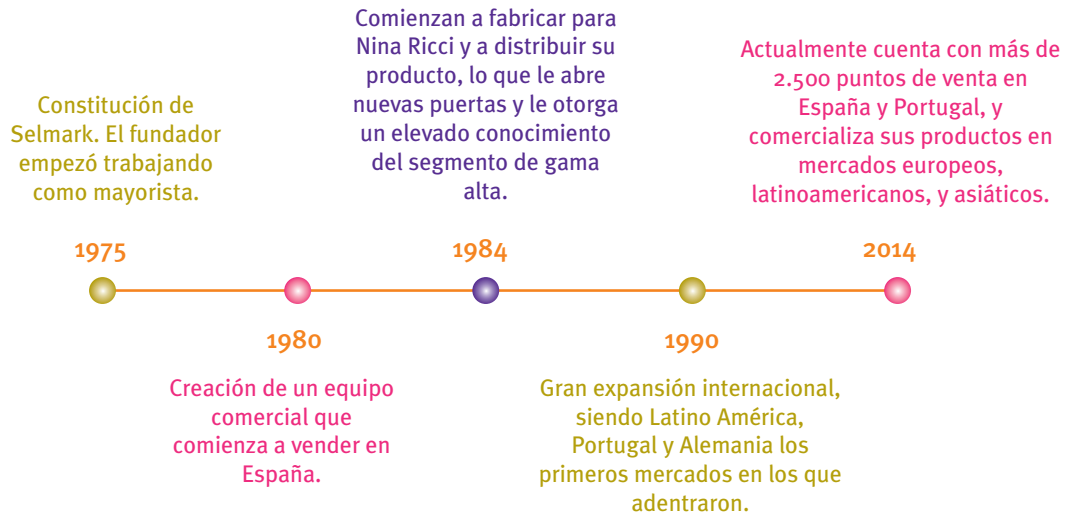 Constitución de
Selmark. El fundador
empezó trabajando
como mayorista.
1975
1980
Creación de un equipo
comercial que
comienza a vender en
España.
Comienzan a fabricar para
Nina Ricci y a distribuir su
producto, lo que le abre
nuevas puertas y le otorga
un elevado conocimiento
del segmento de gama
alta.
1984
1990
Gran expansión internacional,
siendo Latino América,
Portugal y Alemania los
primeros mercados en los que
adentraron.
Actualmente cuenta con más de
2.500 puntos de venta en
España y Portugal, y
comercializa sus productos en
mercados europeos,
latinoamericanos, y asiáticos.
2014